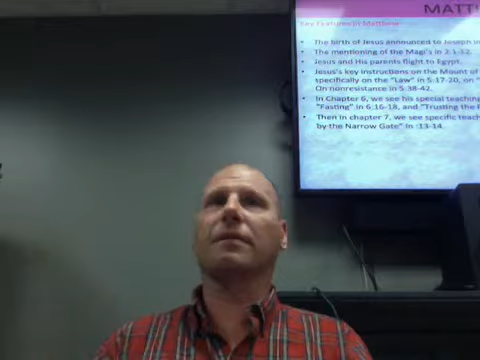 MATTH
Key Features in Matthew
• The birth of Jesus announced to Joseph in
• The mentioning of the Magi's in 2:1-12.
• Jesus and His parents flight to Egypt.
• Jesus's key instructions on the Mount of
specifically on the "Law" in 5:17-20, on "
On nonresistance in 5:38-42.
• In Chapter 6, we see his special teaching
"Fasting" in 6:16-18, and "Trusting the
• Then in chapter 7, we see specific teach
by the Narrow Gate" in :13-14.